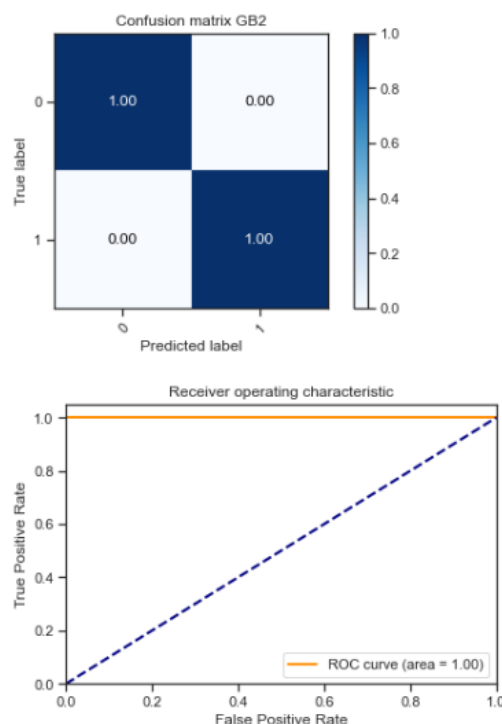 Confusion matrix GB2
1.0
0.8
0.6
0.4
0.2
0.0
True label
0
1
1.00 0.00
0.00 1.00
0 1
Predicted label
Receiver operating characteristic
True Positive Rate
1.0
0.8
0.6
0.4
0.2
0.0
ROC curve (area = 1.00)
0.0 0.2 0.4 0.6 0.8 1.0
False Positive Rate